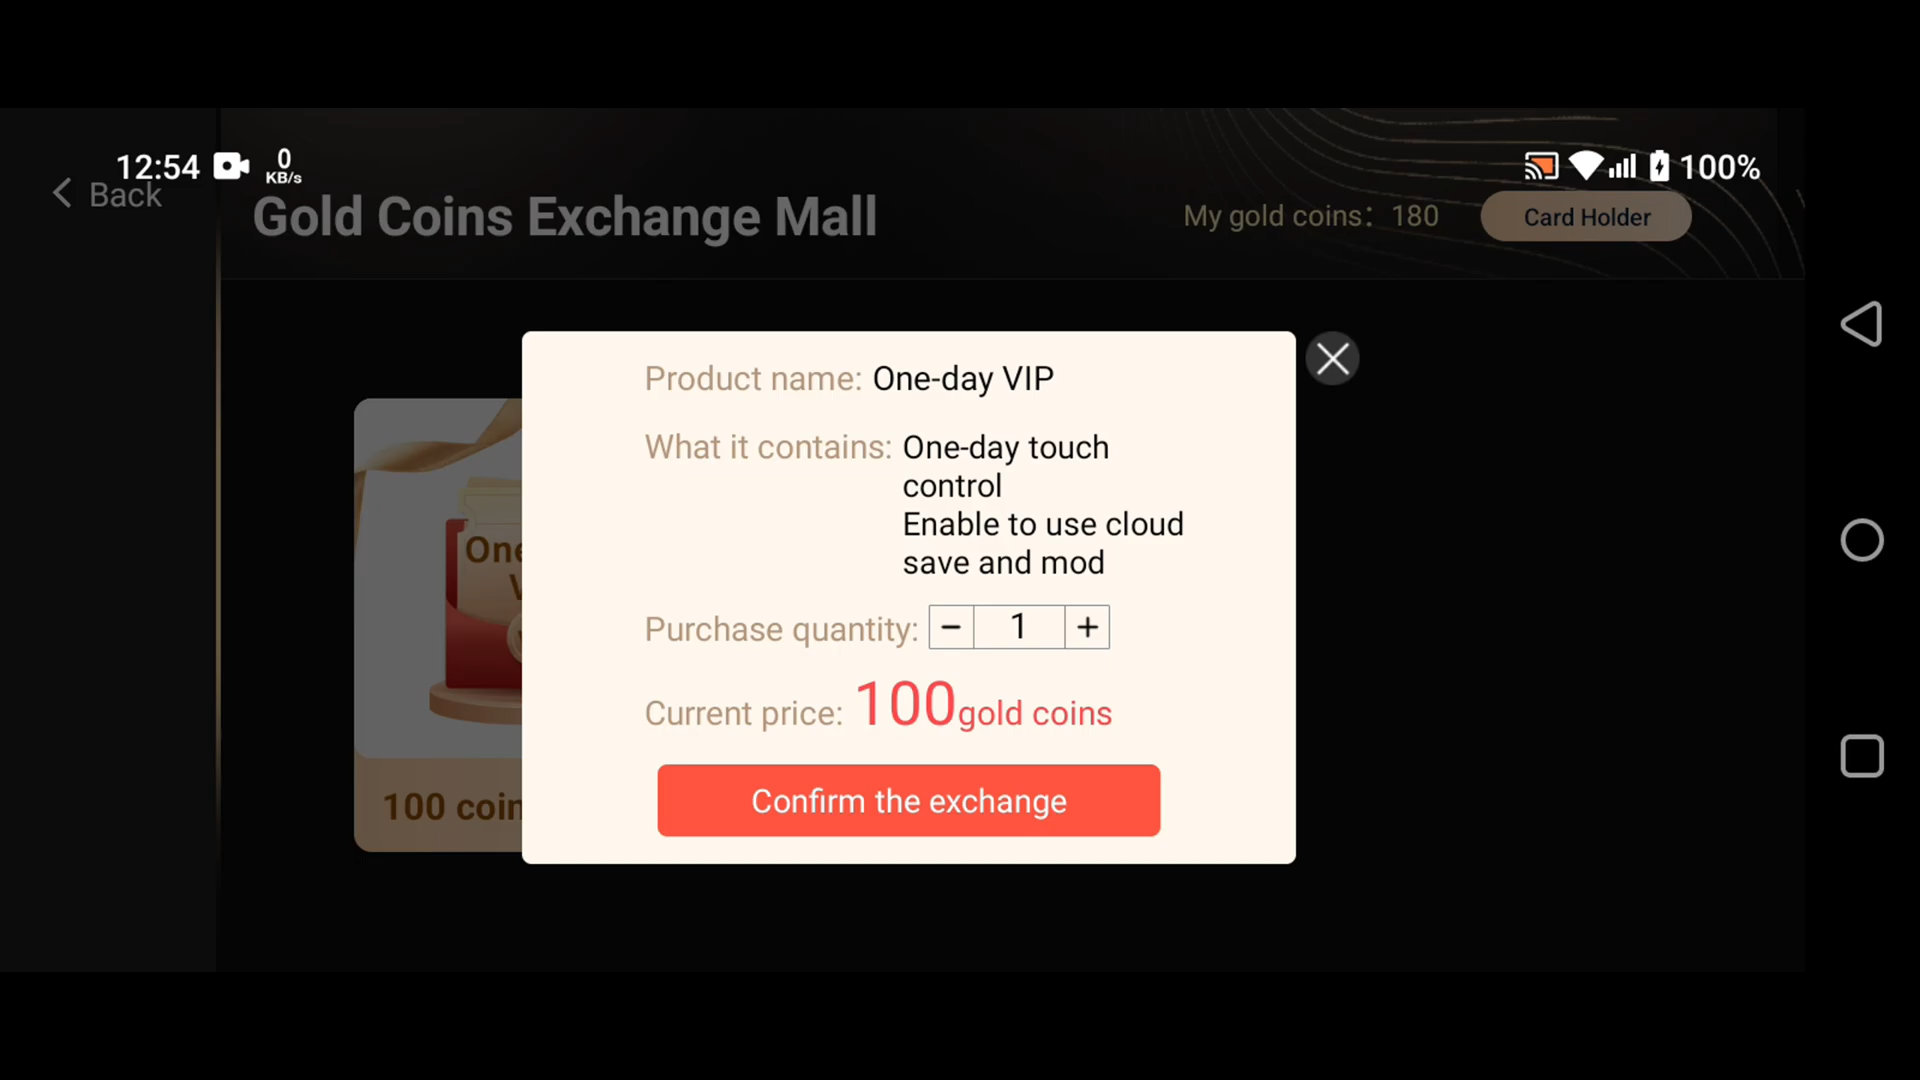 12:54
0
KB/s
100%
Back
Gold Coins Exchange Mall
My gold coins: 180
Card Holder
Product name: One-day VIP
What it contains: One-day touch
control
Enable to use cloud
save and mod
Purchase quantity: − 1 +
Current price: 100gold coins
Confirm the exchange
One
V
100 coin